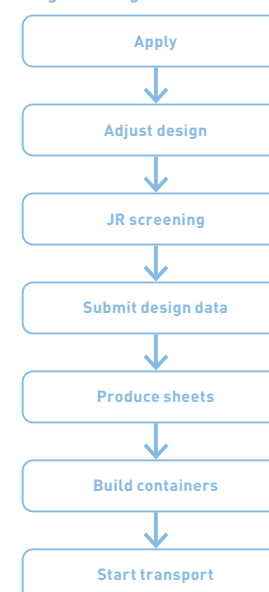 Apply
Adjust design
JR screening
Submit design data
Produce sheets
Build containers
Start transport